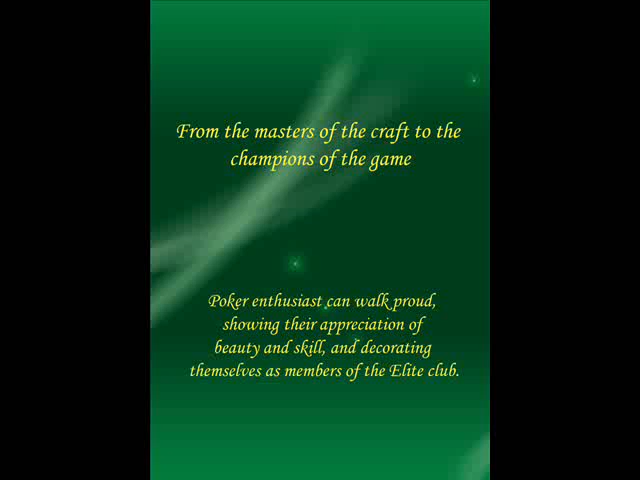 From the masters of the craft to the
champions of the game
Poker enthusiast can walk proud,
showing their appreciation of
beauty and skill, and decorating
themselves as members of the Elite club.